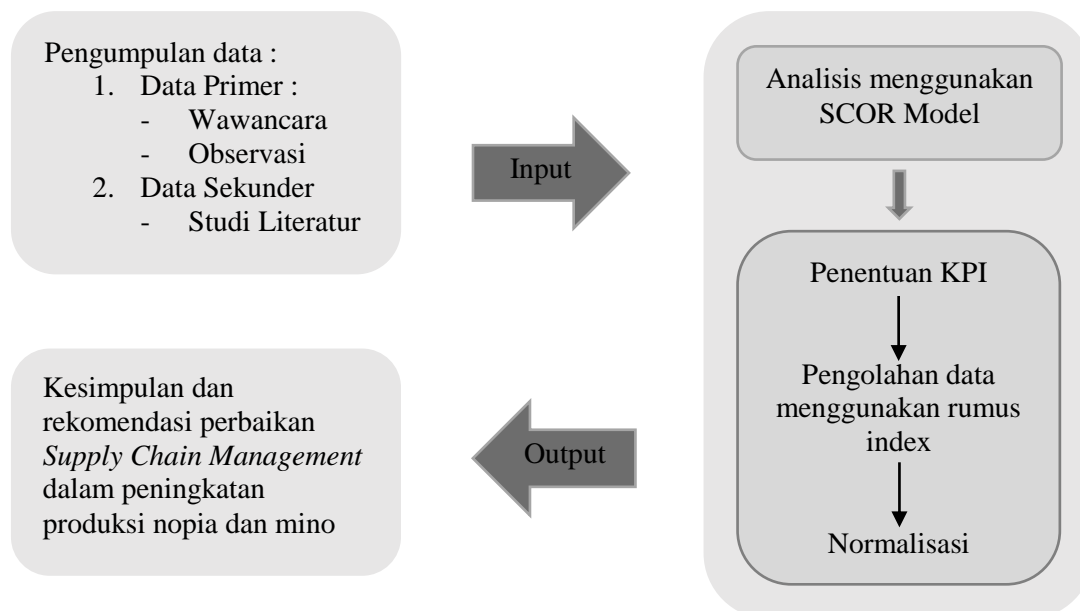 Pengumpulan data :
1. Data Primer :
- Wawancara
- Observasi
2. Data Sekunder
- Studi Literatur
Input
Analisis menggunakan
SCOR Model
Penentuan KPI
Pengolahan data
menggunakan rumus
index
Normalisasi
Output
Kesimpulan dan
rekomendasi perbaikan
Supply Chain Management
dalam peningkatan
produksi nopia dan mino